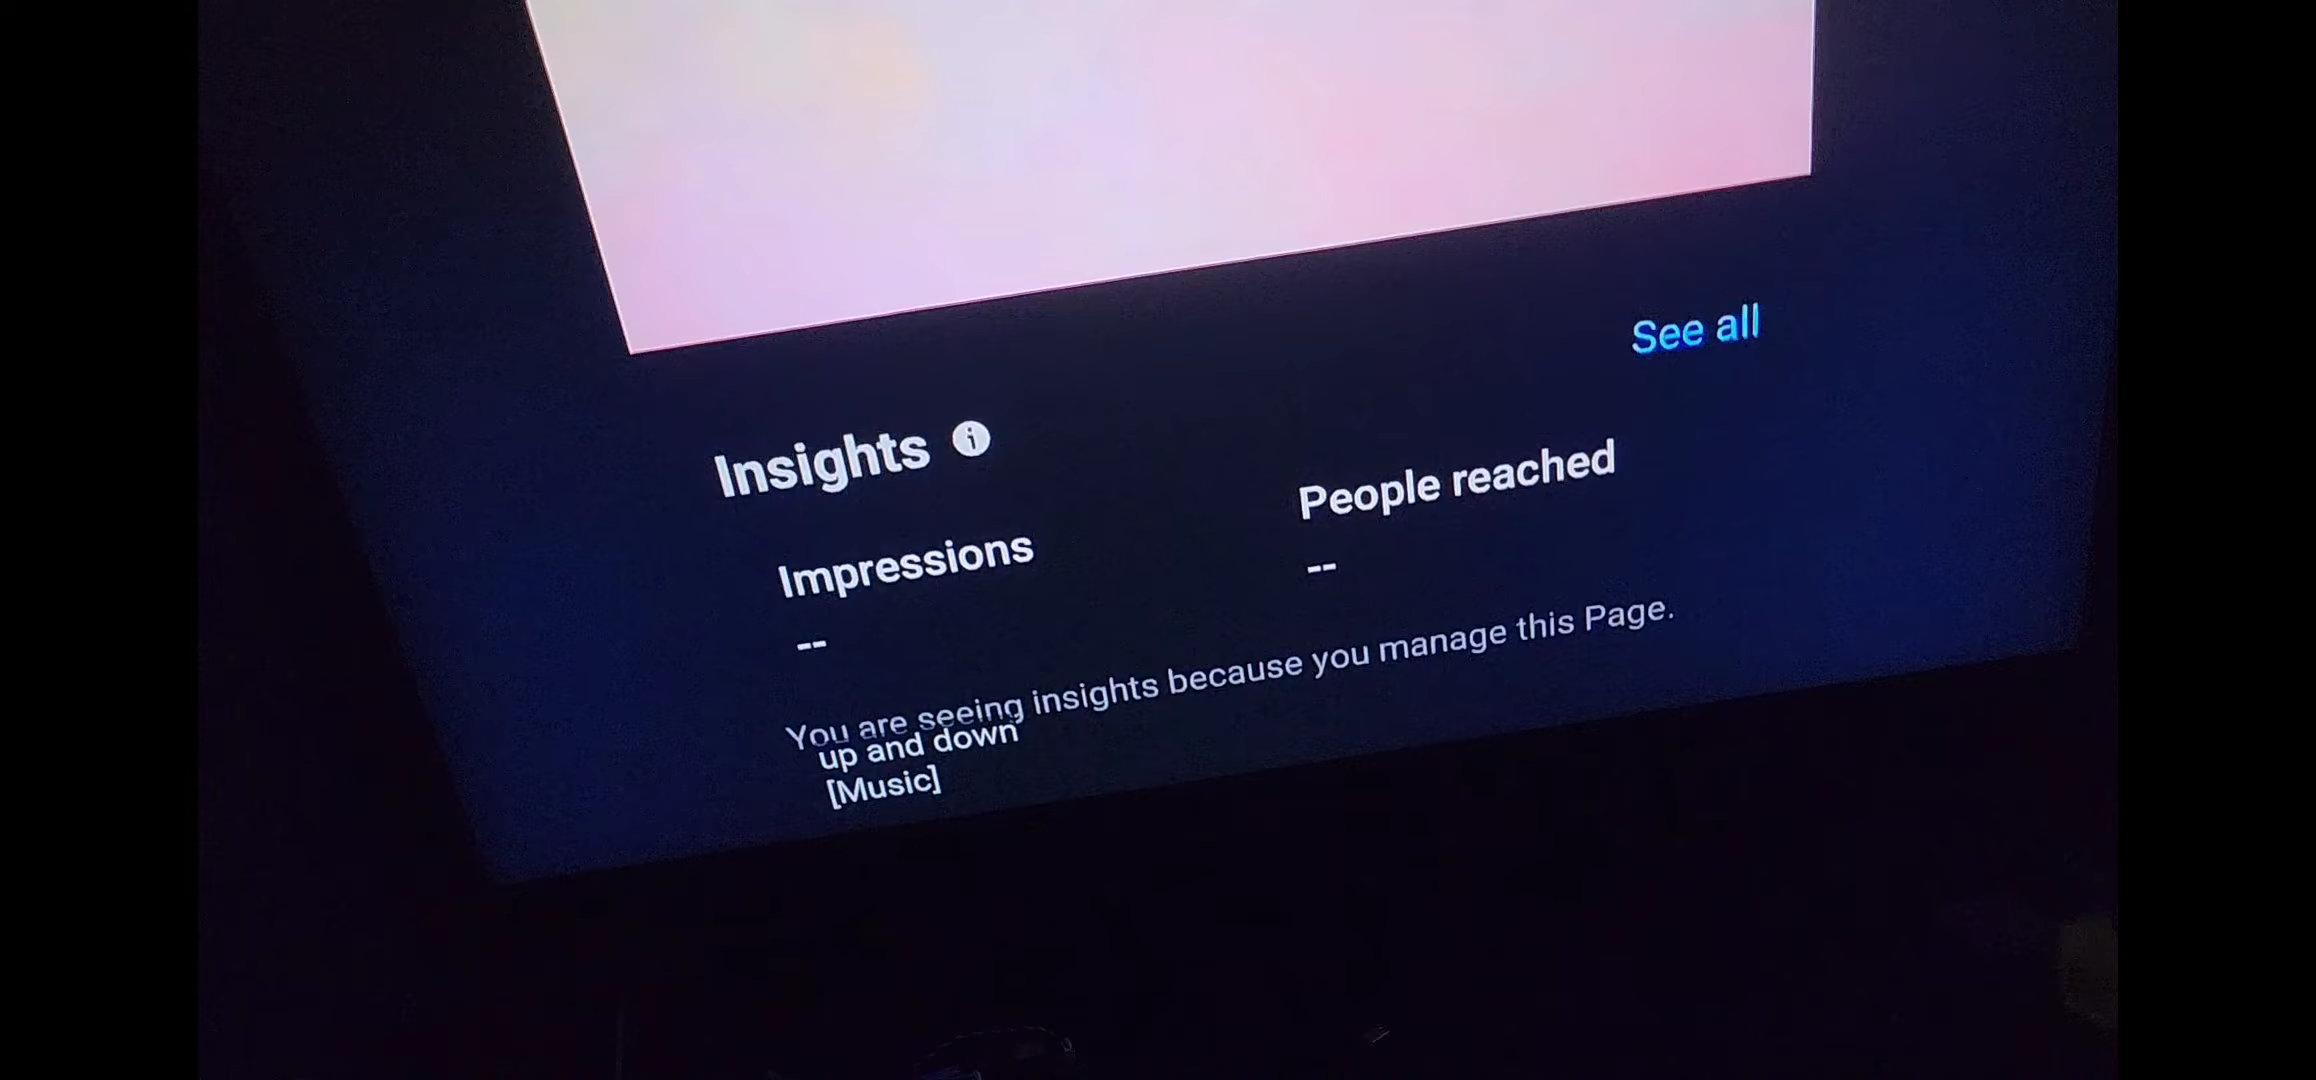 See all
Insights
Impressions
People reached
--
--
You are seeing insights because you manage this Page.
up and down
[Music]